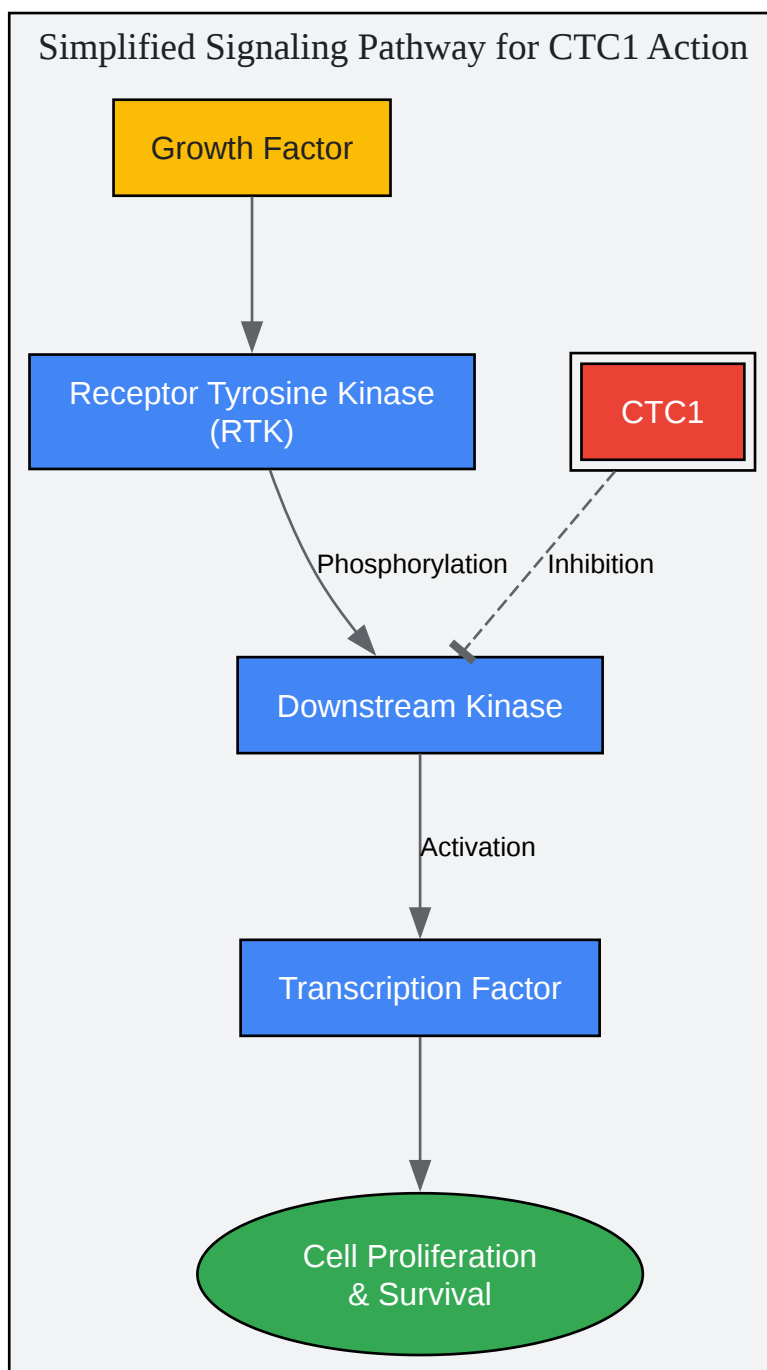 Simplified Signaling Pathway for CTC1 Action
Growth Factor
Receptor Tyrosine Kinase
(RTK)
CTC1
Phosphorylation
Inhibition
Downstream Kinase
Activation
Transcription Factor
Cell Proliferation
& Survival